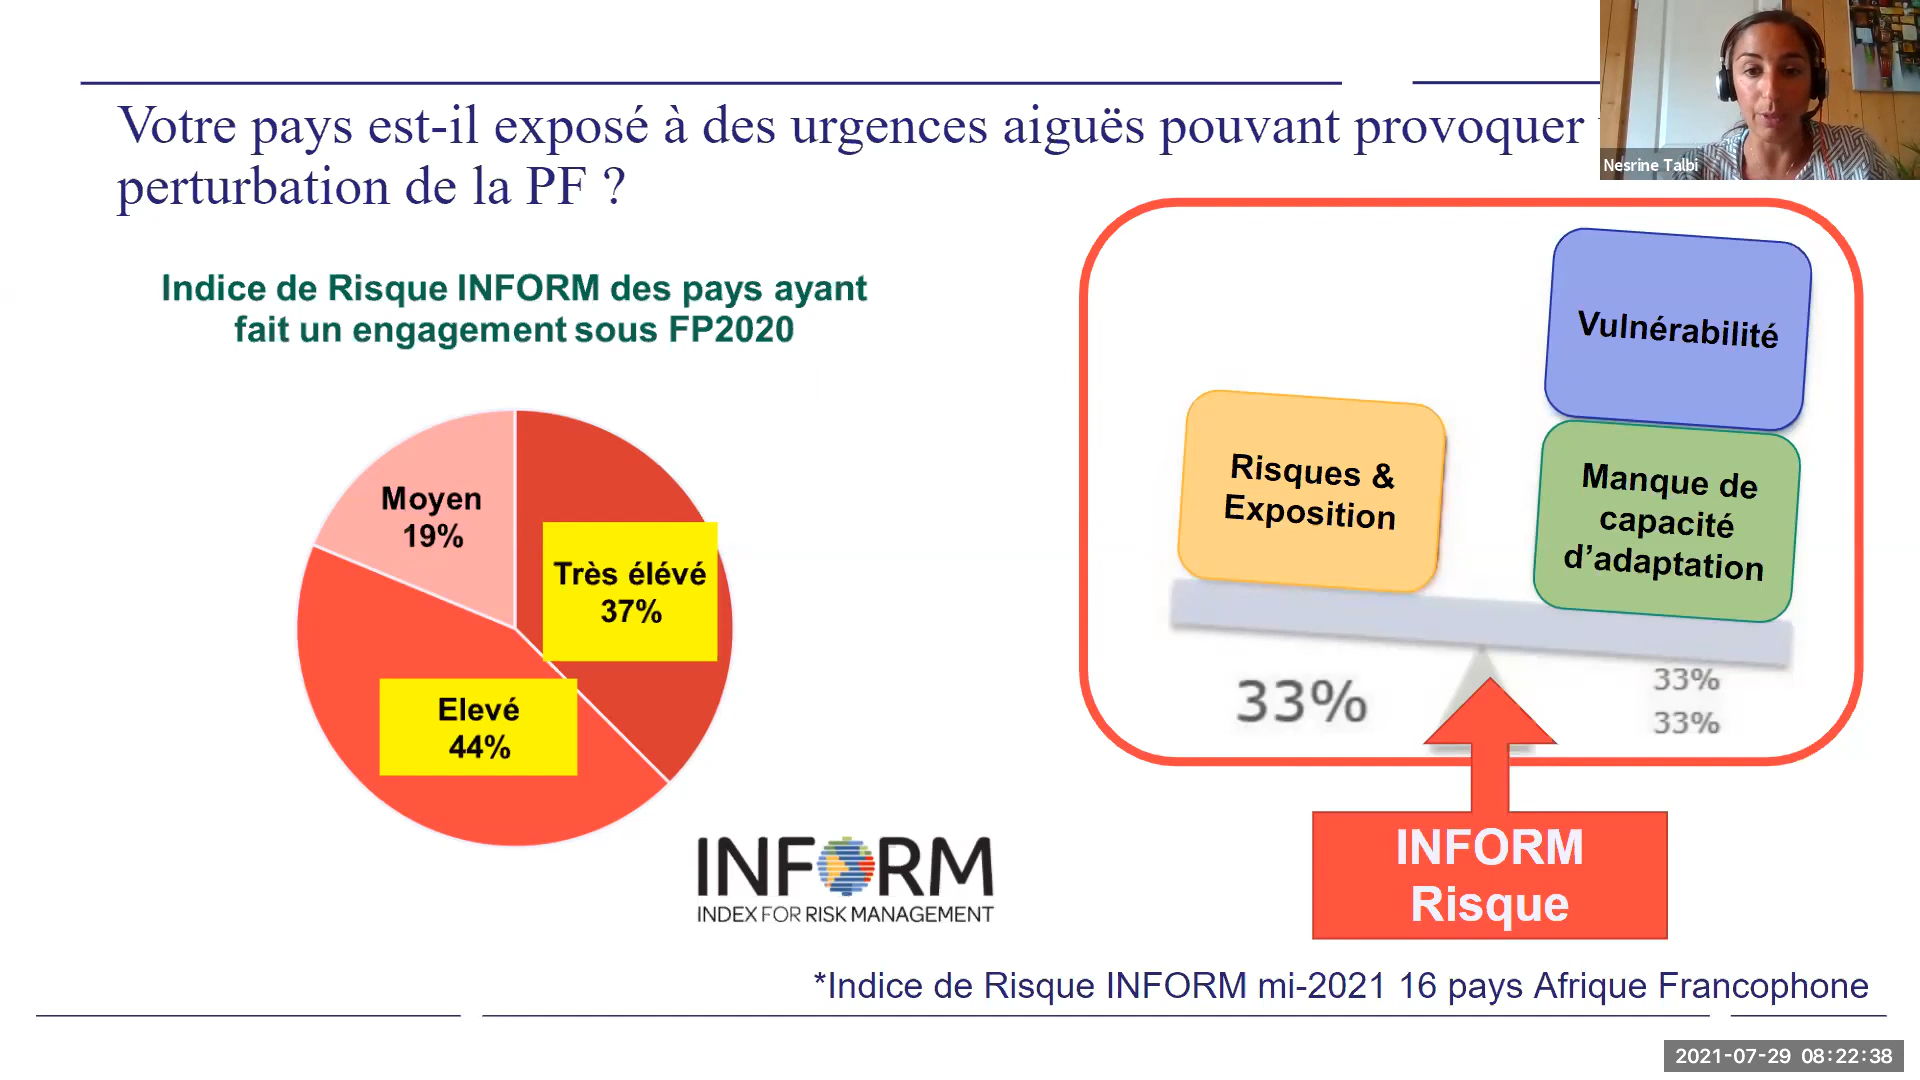 Votre pays est-il exposé à des urgences aiguës pouvant provoquer
perturbation de la PF ?
Nesrine Talbi
Indice de Risque INFORM des pays ayant
fait un engagement sous FP2020
Moyen
19%
Très élévé
37%
Elevé
44%
INFORM
INDEX FOR RISK MANAGEMENT
Vulnérabilité
Risques &
Exposition
Manque de
capacité
d’adaptation
33%
33%
33%
INFORM
Risque
*Indice de Risque INFORM mi-2021 16 pays Afrique Francophone
2021-07-29 08:22:38